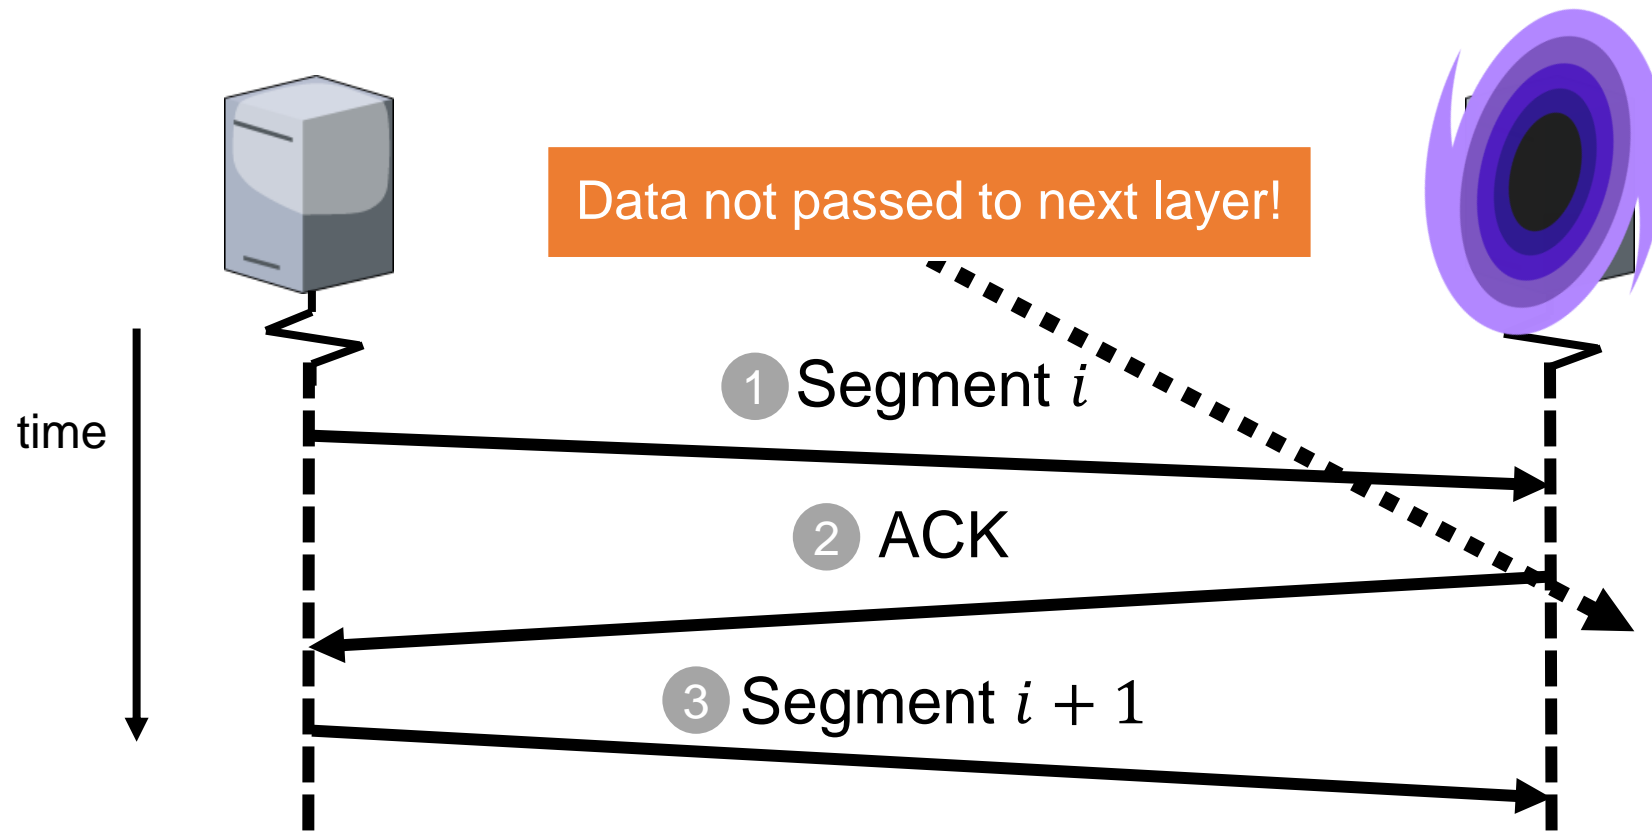 Data not passed to next layer!
1 Segment i
time
2 ACK
3 Segment i + 1